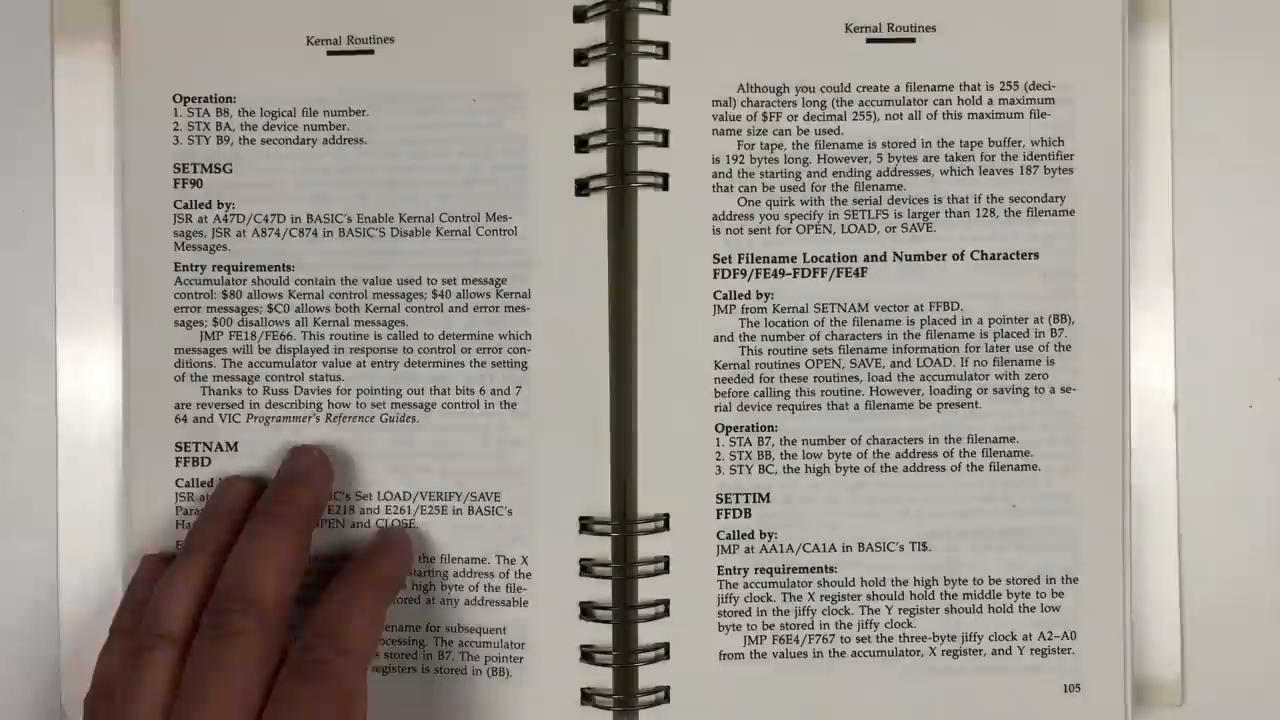 Kernal Routines
Operation:
1. STA B8, the logical file number.
2. STX BA, the device number.
3. STY B9, the secondary address.
SETMSG
FF90
Called by:
JSR at A47D/C47D in BASIC's Enable Kernal Control Mes-
sages, JSR at A874/C874 in BASIC'S Disable Kernal Control
Messages.
Entry requirements:
Accumulator should contain the value used to set message
control: $80 allows Kernal control messages; $40 allows Kernal
error messages; $C0 allows both Kernal control and error mes-
sages; $00 disallows all Kernal messages.
JMP FE18/FE66. This routine is called to determine which
messages will be displayed in response to control or error con-
ditions. The accumulator value at entry determines the setting
of the message control status.
Thanks to Russ Davies for pointing out that bits 6 and 7
are reversed in describing how to set message control in the
64 and VIC Programmer's Reference Guides.
SETNAM
FFBD
Called
JSR at Set LOAD/VERIFY/SAVE
E218 and E261/E25E in BASIC's
and CLOSE.
the filename. The X
starting address of the
high byte of the file-
at any addressable
for subsequent
The accumulator
stored in B7. The pointer
registers is stored in (BB).
Kernal Routines
Although you could create a filename that is 255 (deci-
mal) characters long (the accumulator can hold a maximum
value of $FF or decimal 255), not all of this maximum file-
name size can be used.
For tape, the filename is stored in the tape buffer, which
is 192 bytes long. However, 5 bytes are taken for the identifier
and the starting and ending addresses, which leaves 187 bytes
that can be used for the filename.
One quirk with the serial devices is that if the secondary
address you specify in SETLFS is larger than 128, the filename
is not sent for OPEN, LOAD, or SAVE.
Set Filename Location and Number of Characters
FDF9/FE49–FDFF/FE4F
Called by:
JMP from Kernal SETNAM vector at FFBD.
The location of the filename is placed in a pointer at (BB),
and the number of characters in the filename is placed in B7.
This routine sets filename information for later use of the
Kernal routines OPEN, SAVE, and LOAD. If no filename is
needed for these routines, load the accumulator with zero
before calling this routine. However, loading or saving to a se-
rial device requires that a filename be present.
Operation:
1. STA B7, the number of characters in the filename.
2. STX BB, the low byte of the address of the filename.
3. STY BC, the high byte of the address of the filename.
SETTIM
FFDB
Called by:
JMP at AA1A/CA1A in BASIC's TI$.
Entry requirements:
The accumulator should hold the high byte to be stored in the
jiffy clock. The X register should hold the middle byte to be
stored in the jiffy clock. The Y register should hold the low
byte to be stored in the jiffy clock.
JMP F6E4/F767 to set the three-byte jiffy clock at A2–A0
from the values in the accumulator, X register, and Y register.
105